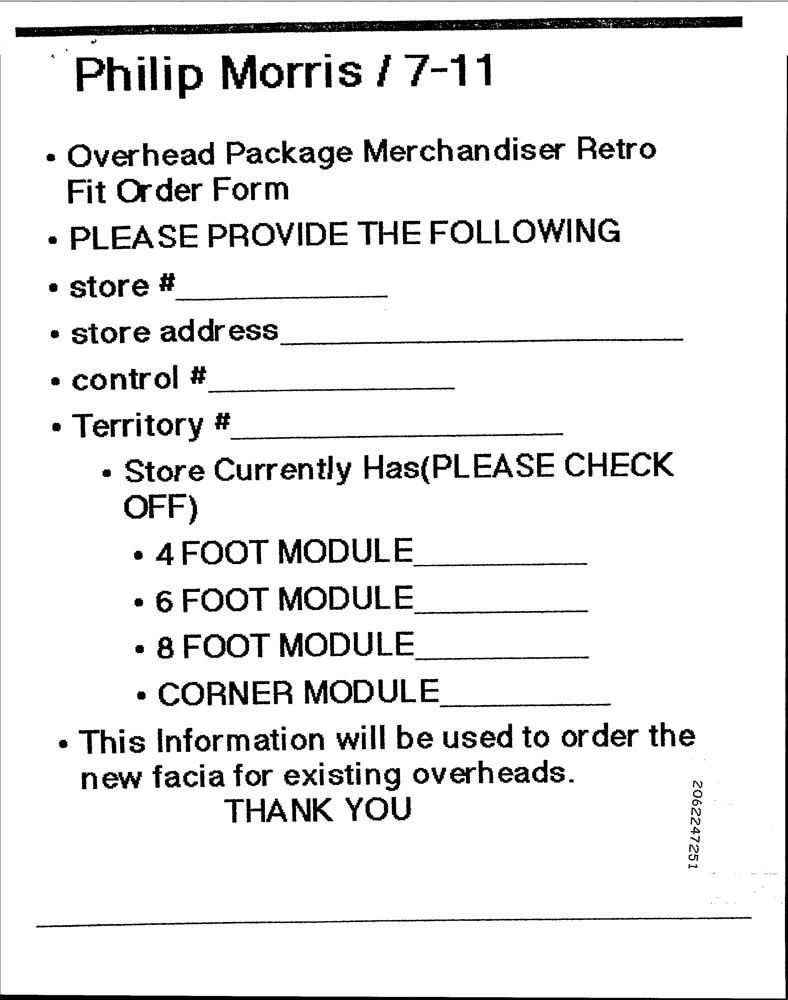 Philip Morris / 7-11
• Overhead Package Merchandiser Retro
Fit Order Form
• PLEASE PROVIDE THE FOLLOWING
• store #____________
• store address________________________
• control #______________
• Territory #____________________
• Store Currently Has(PLEASE CHECK
OFF)
• 4 FOOT MODULE__________
• 6 FOOT MODULE__________
• 8 FOOT MODULE__________
• CORNER MODULE__________
• This Information will be used to order the
new facia for existing overheads.
THANK YOU
2062247251